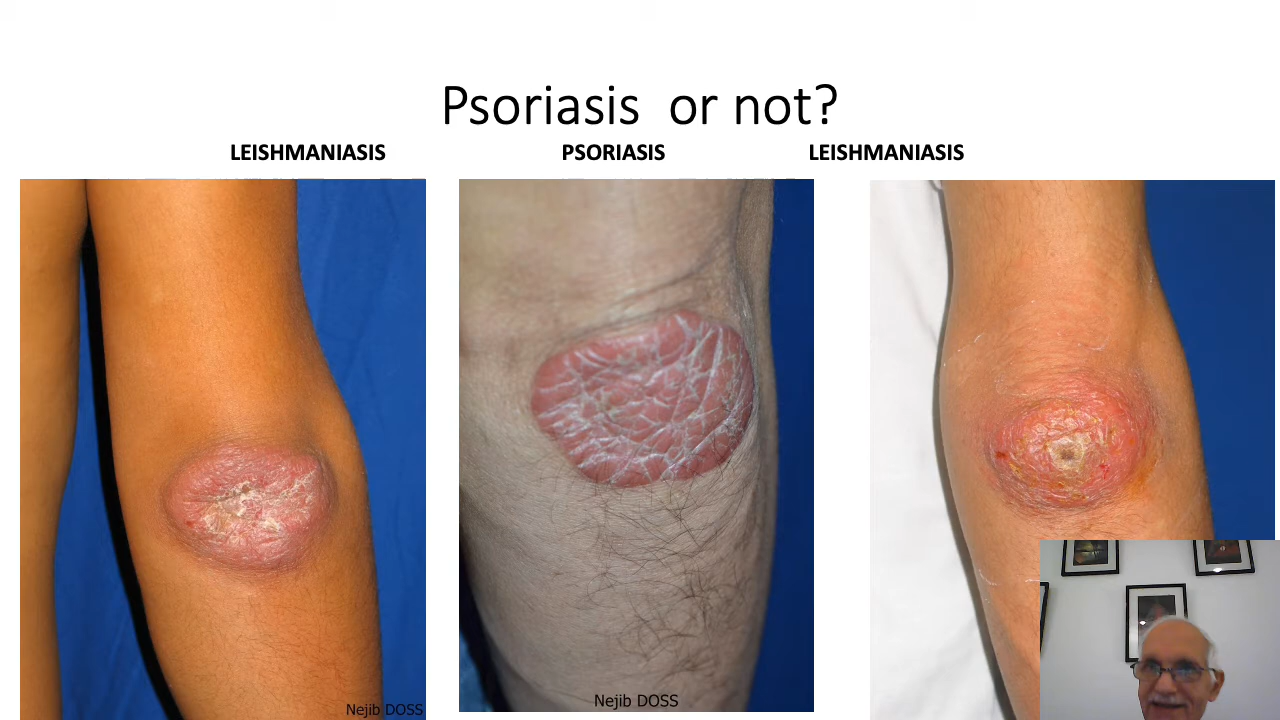 Psoriasis or not?
LEISHMANIASIS
PSORIASIS
LEISHMANIASIS
Nejib DOSS
Nejib DOSS